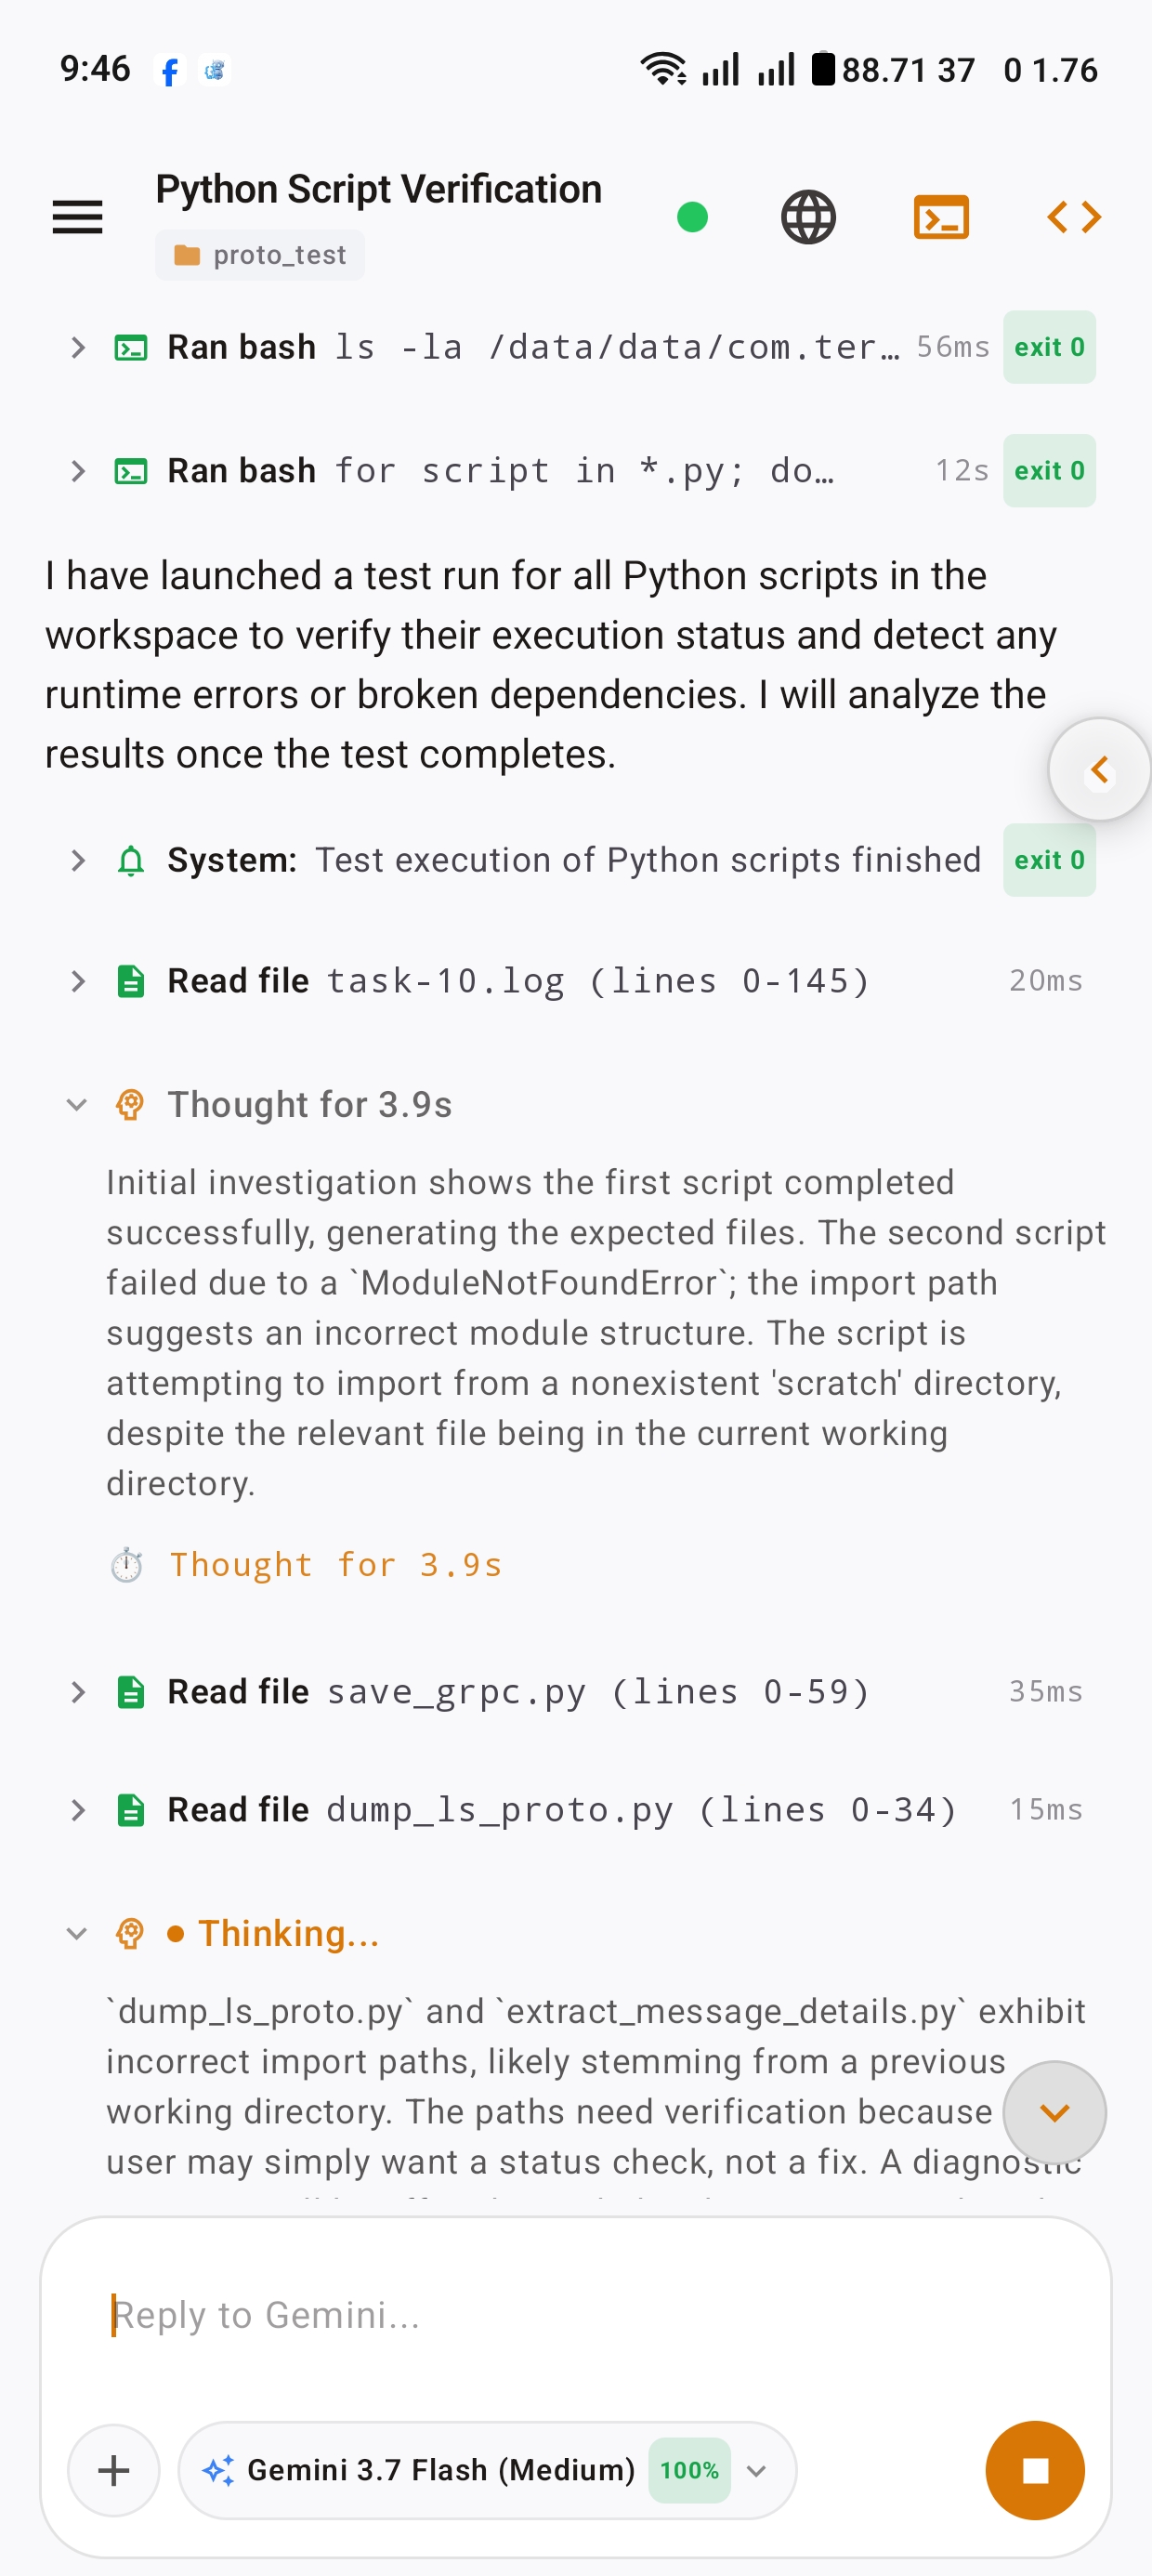 9:46
88.71 37 0 1.76
Python Script Verification
proto_test
Ran bash ls -la /data/data/com.ter… 56ms exit 0
Ran bash for script in *.py; do… 12s exit 0
I have launched a test run for all Python scripts in the
workspace to verify their execution status and detect any
runtime errors or broken dependencies. I will analyze the
results once the test completes.
System: Test execution of Python scripts finished exit 0
Read file task-10.log (lines 0-145) 20ms
Thought for 3.9s
Initial investigation shows the first script completed
successfully, generating the expected files. The second script
failed due to a `ModuleNotFoundError`; the import path
suggests an incorrect module structure. The script is
attempting to import from a nonexistent 'scratch' directory,
despite the relevant file being in the current working
directory.
Thought for 3.9s
Read file save_grpc.py (lines 0-59) 35ms
Read file dump_ls_proto.py (lines 0-34) 15ms
Thinking...
`dump_ls_proto.py` and `extract_message_details.py` exhibit
incorrect import paths, likely stemming from a previous
working directory. The paths need verification because
user may simply want a status check, not a fix. A diagnostic
Reply to Gemini...
Gemini 3.7 Flash (Medium) 100%